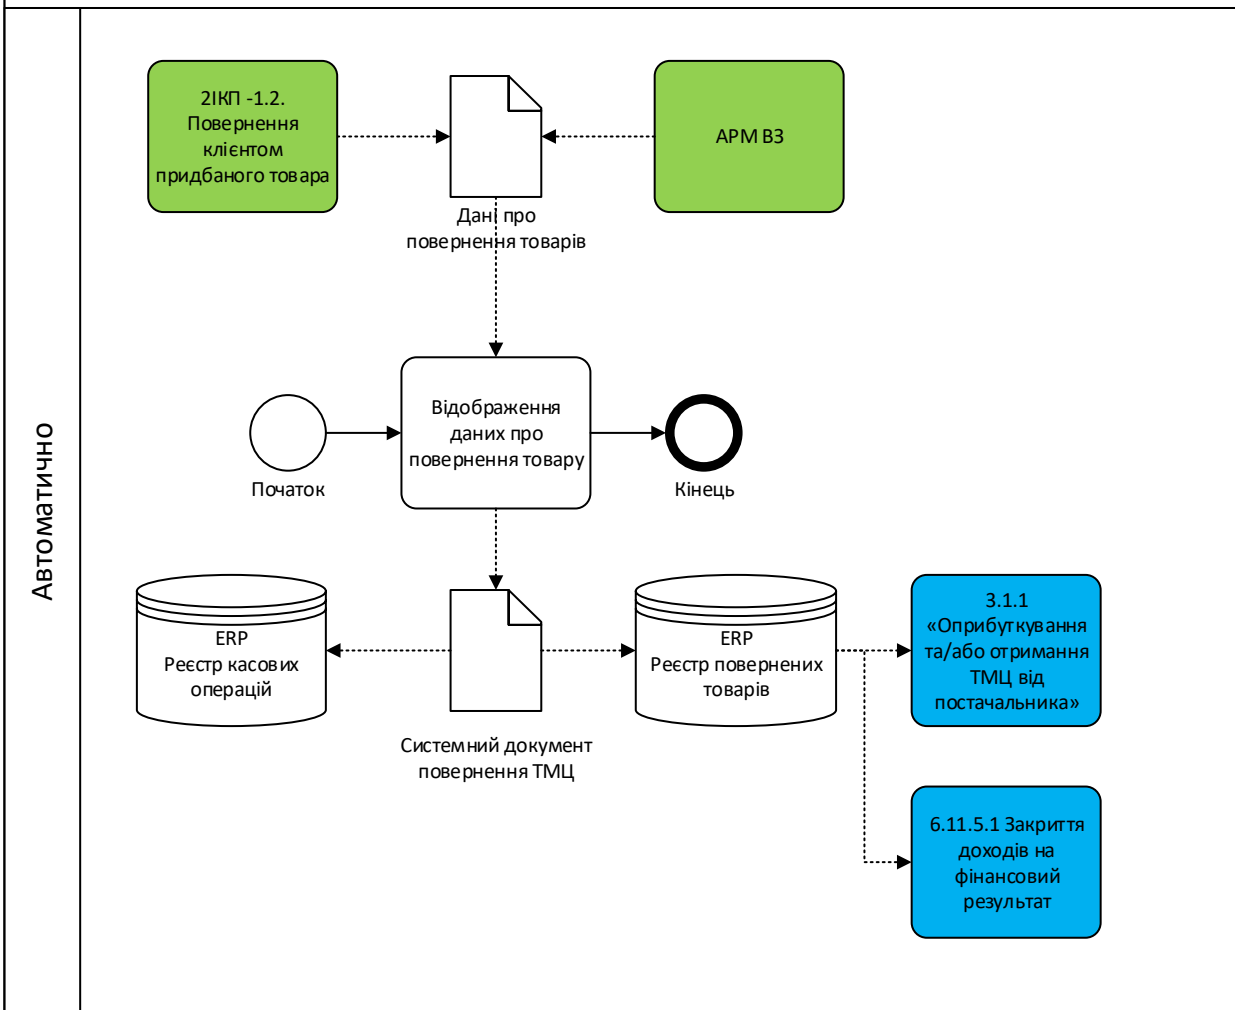 Автоматично
2ІКП -1.2.
Повернення
клієнтом
придбаного товара
АРМ ВЗ
Дані про
повернення товарів
Відображення
даних про
повернення товару
Початок
Кінець
ERP
Реєстр касових
операцій
Системний документ
повернення ТМЦ
ERP
Реєстр повернених
товарів
3.1.1
«Оприбуткування
та/або отримання
ТМЦ від
постачальника»
6.11.5.1 Закриття
доходів на
фінансовий
результат